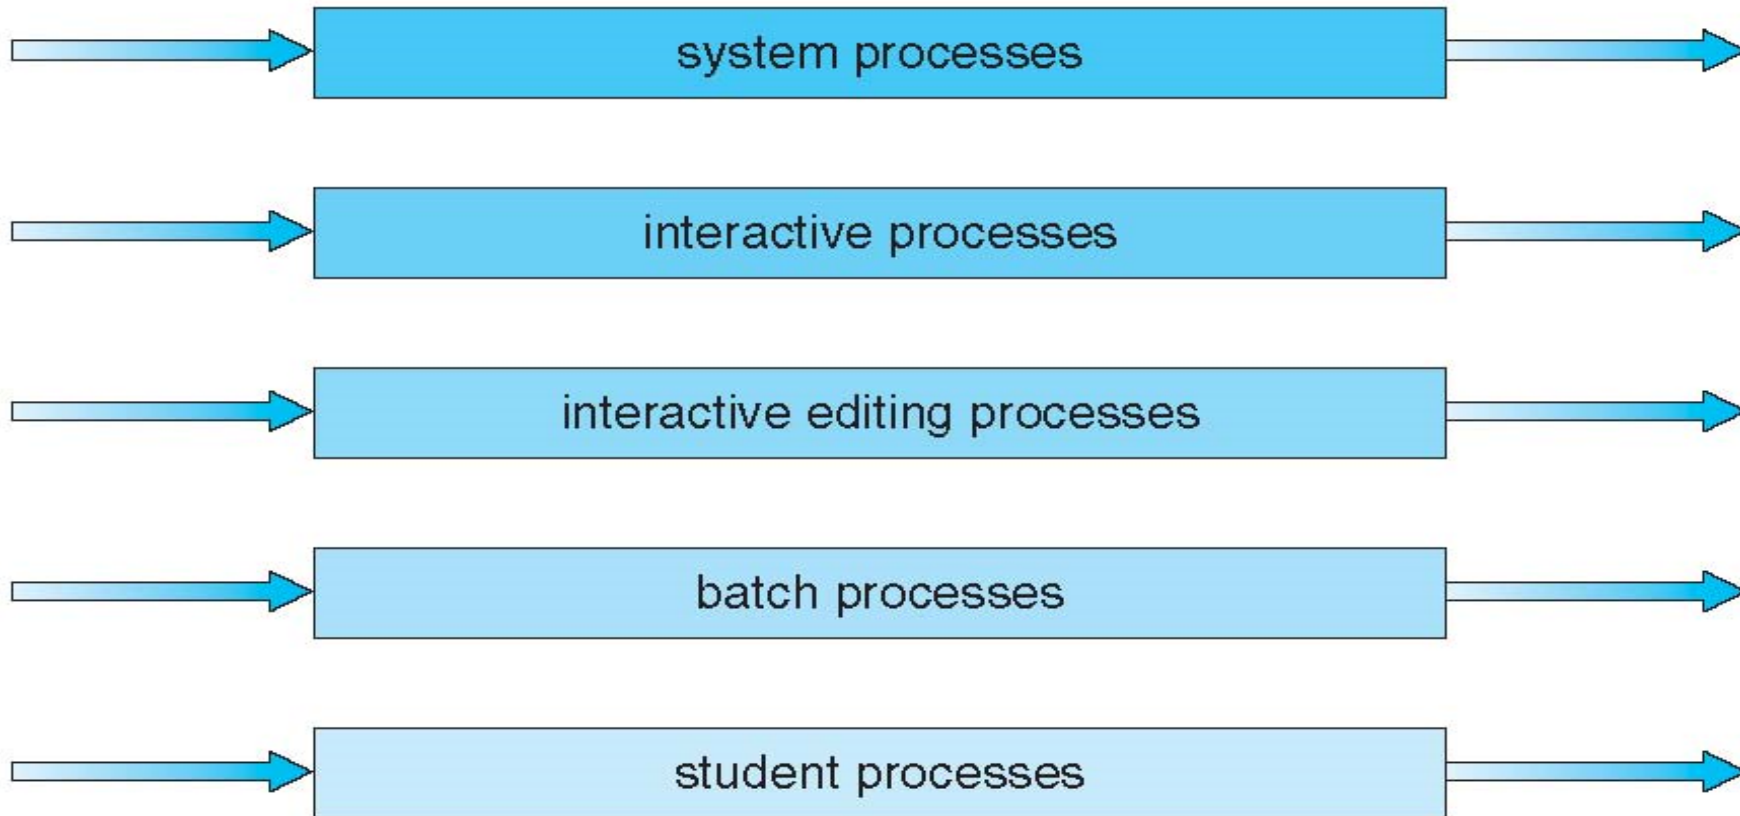 system processes
interactive processes
interactive editing processes
batch processes
student processes